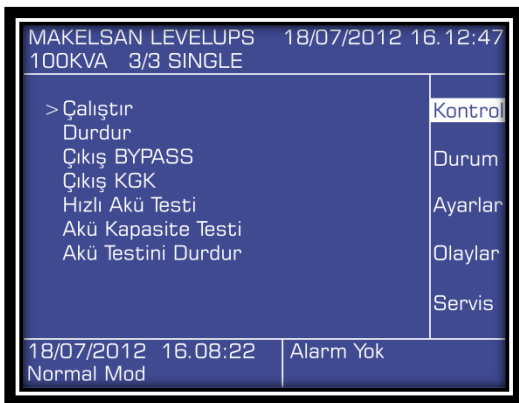 MAKELSAN LEVELUPS 18/07/2012 16.12:47
100KVA 3/3 SINGLE
>Çalıştır
Durdur
Çıkış BYPASS
Çıkış KGK
Hızlı Akü Testi
Akü Kapasite Testi
Akü Testini Durdur
Kontrol
Durum
Ayarlar
Olaylar
Servis
18/07/2012 16.08:22 Alarm Yok
Normal Mod